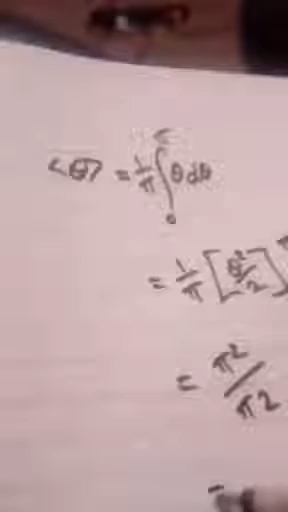 <θ> = 1/π ∫₀^π θ dθ
= 1/π [θ²/2]^π
= π²/π2
=